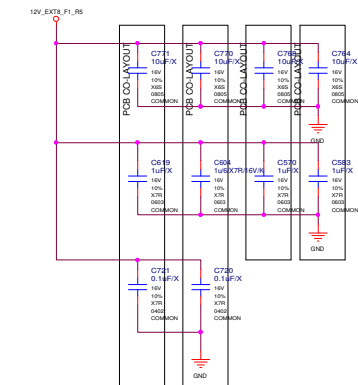 12V_EXT8_F1_R5
PCB CO-LAYOUT
C771
10uF/X
16V
10%
X6S
0805
COMMON
PCB CO-LAYOUT
C770
10uF/X
16V
10%
X6S
0805
COMMON
PCB CO-LAYOUT
10uF/X
16V
10%
X6S
0805
COMMON
PCB CO-LAYOUT
C764
10uF/X
16V
10%
X6S
0805
COMMON
GND
C619
1uF/X
16V
10%
X7R
0603
COMMON
C604
1u/6/X7R/16V/K
16V
10%
X7R
0603
COMMON
C570
1uF/X
16V
10%
X7R
0603
COMMON
C583
1uF/X
16V
10%
X7R
0603
COMMON
GND
C721
0.1uF/X
16V
10%
X7R
0402
COMMON
C720
0.1uF/X
16V
10%
X7R
0402
COMMON
GND